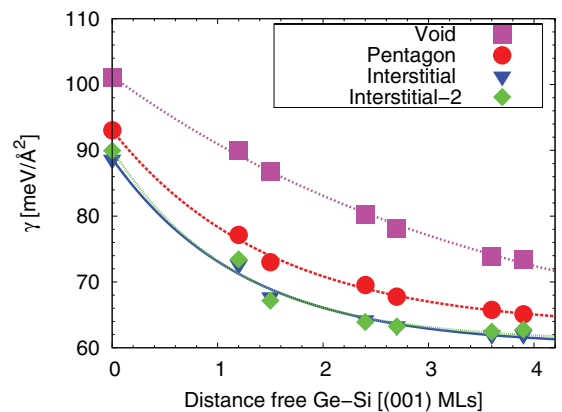 110
100
90
80
70
60
γ [meV/Å²]
Void
Pentagon
Interstitial
Interstitial−2
0 1 2 3 4
Distance free Ge−Si [(001) MLs]